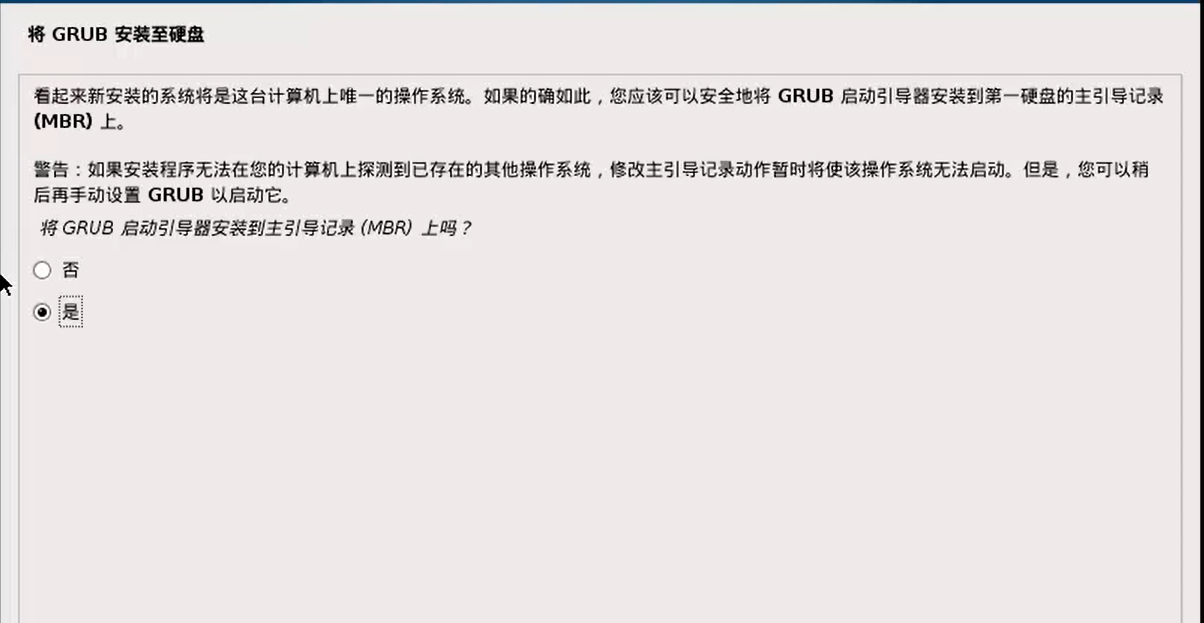 将 GRUB 安装至硬盘
看起来新安装的系统将是这台计算机上唯一的操作系统。如果的确如此，您应该可以安全地将 GRUB 启动引导器安装到第一硬盘的主引导记录
(MBR) 上。
警告：如果安装程序无法在您的计算机上探测到已存在的其他操作系统，修改主引导记录动作暂时将使该操作系统无法启动。但是，您可以稍
后再手动设置 GRUB 以启动它。
将 GRUB 启动引导器安装到主引导记录 (MBR) 上吗？
否
是